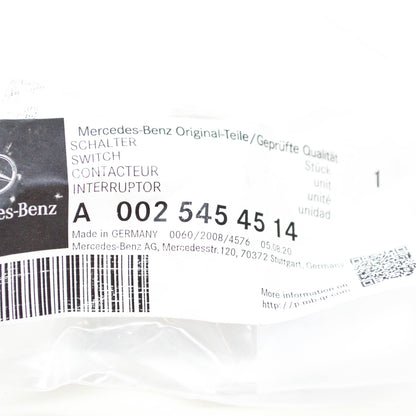 Mercedes-Benz Original-Teile/Geprüfte Qualität
SCHALTER Stück
SWITCH unit
CONTACTEUR unité
INTERRUPTOR unidad
1
des-Benz
A 002 545 45 14
Made in GERMANY 0060/2008/4576 05.08.20
Mercedes-Benz AG, Mercedesstr.120, 70372 Stuttgart, Germany
More information on